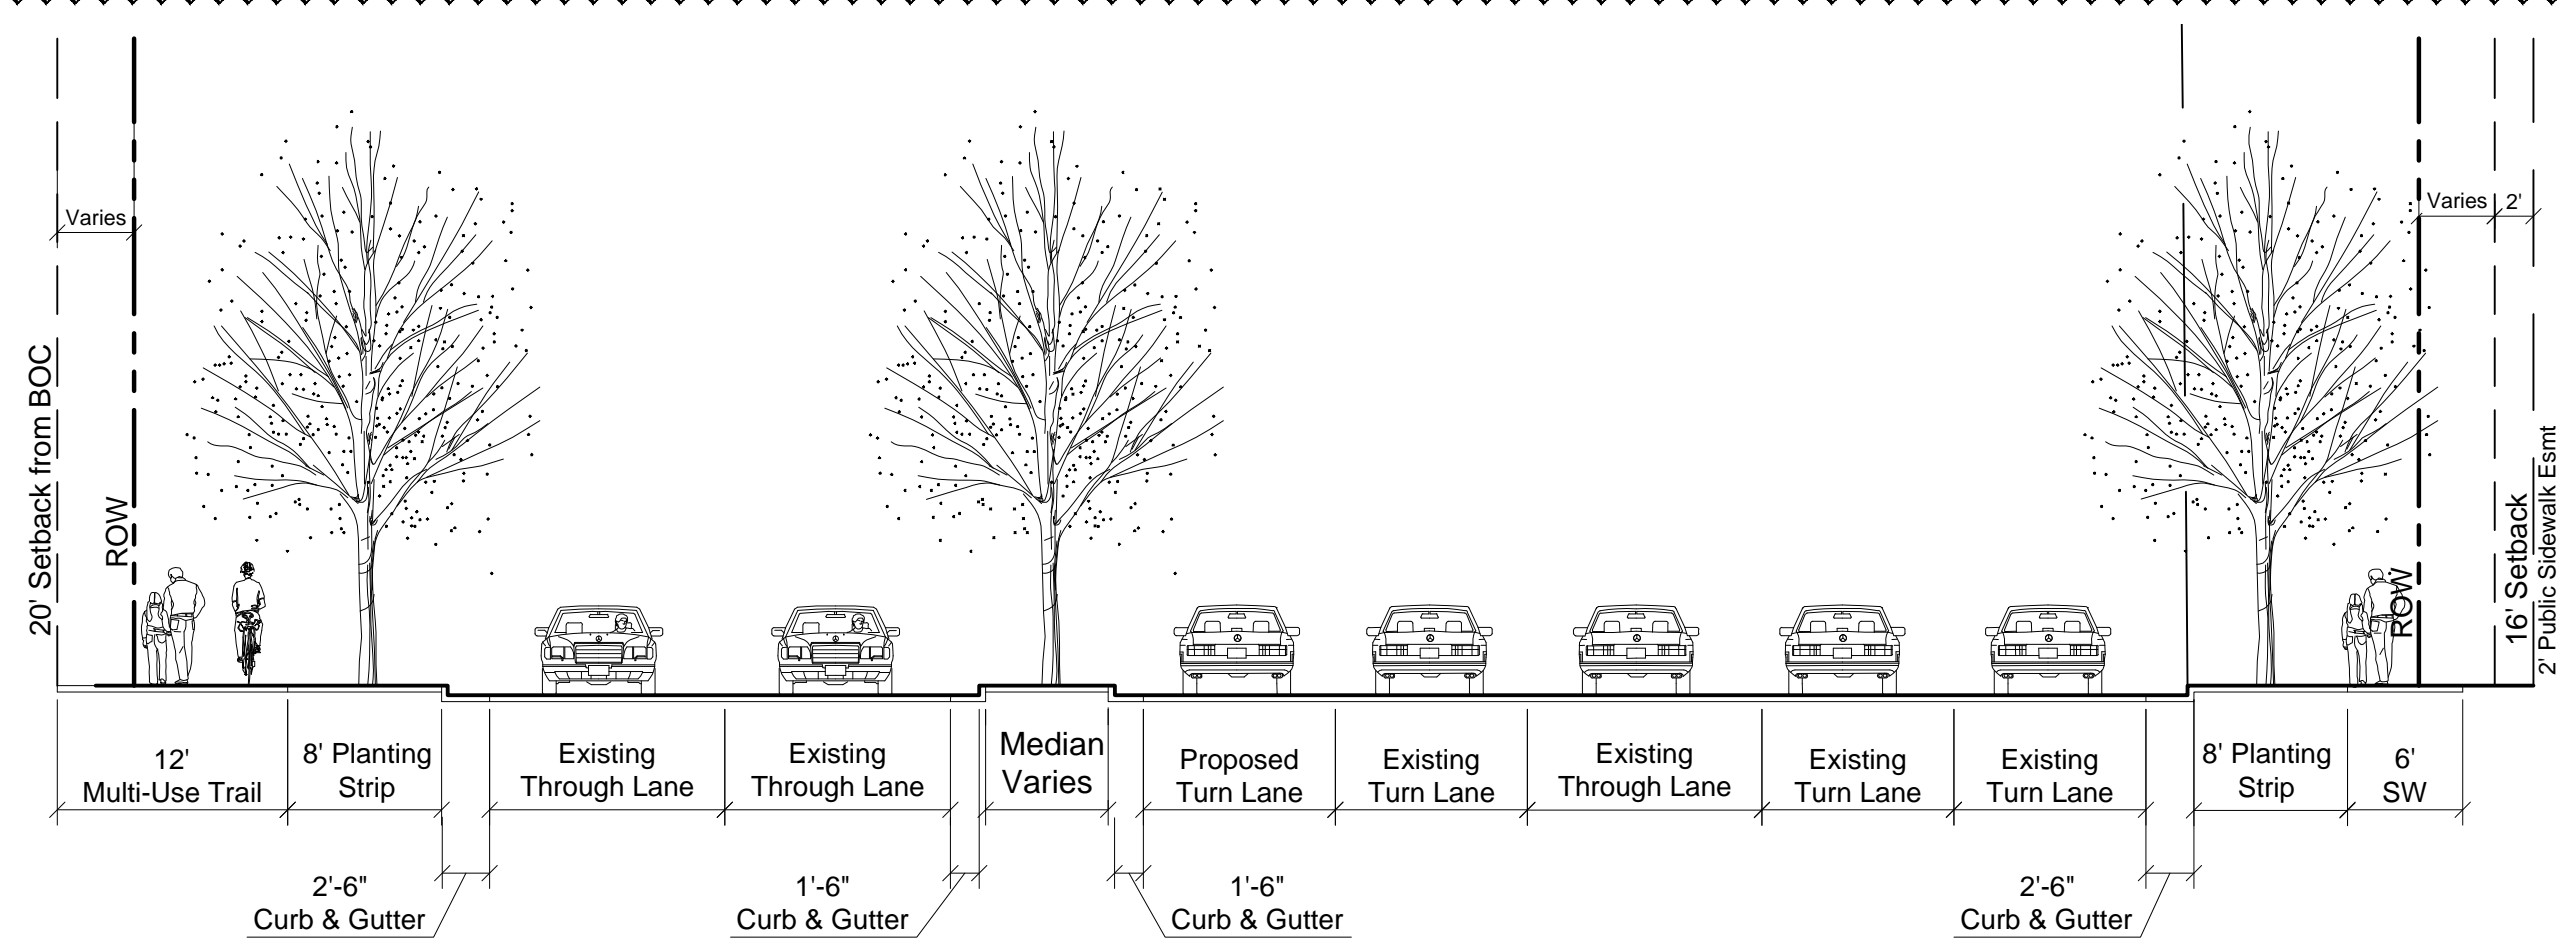 Varies
20' Setback from BOC
ROW
Varies
2'
ROW
16' Setback
2' Public Sidewalk Esmt
12'
Multi-Use Trail
8' Planting
Strip
Existing
Through Lane
Existing
Through Lane
Median
Varies
Proposed
Turn Lane
Existing
Turn Lane
Existing
Through Lane
Existing
Turn Lane
Existing
Turn Lane
8' Planting
Strip
6'
SW
2'-6"
Curb & Gutter
1'-6"
Curb & Gutter
1'-6"
Curb & Gutter
2'-6"
Curb & Gutter